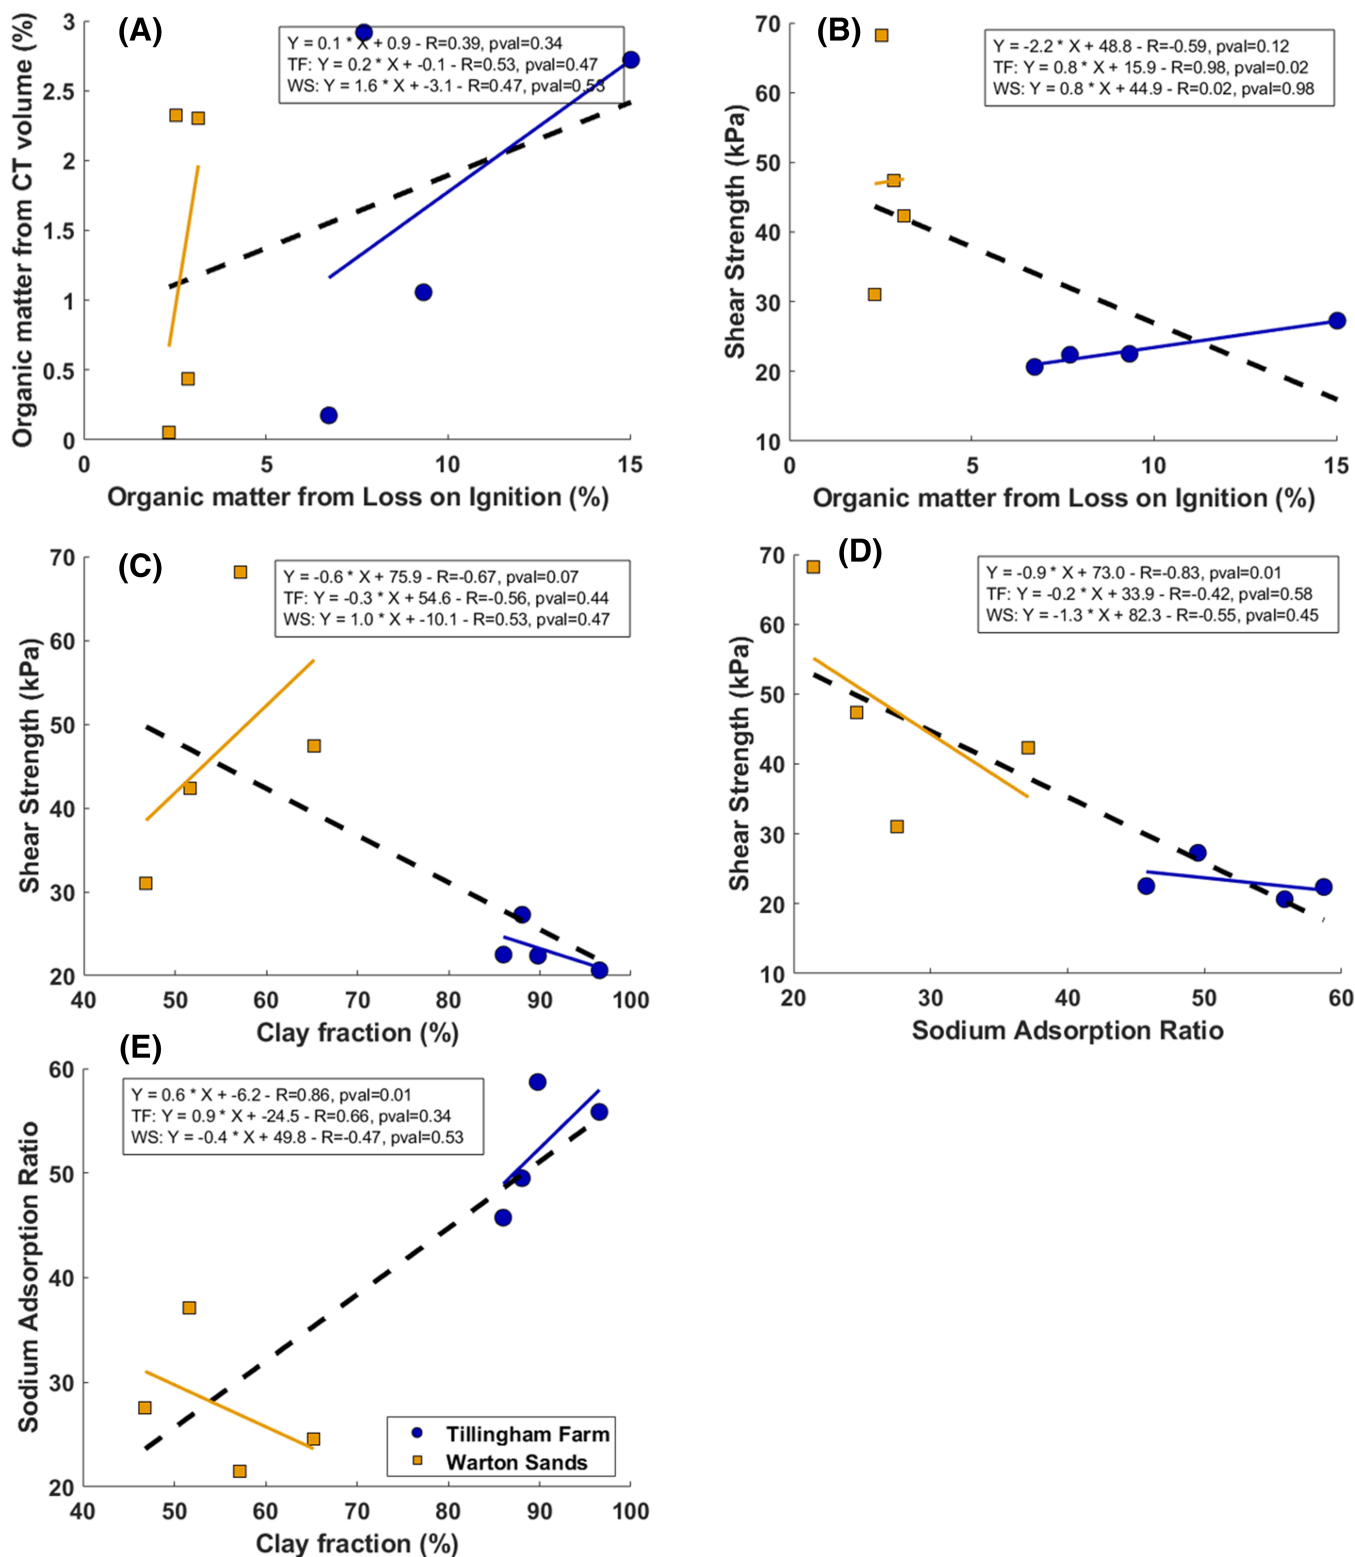 (A)
Organic matter from CT volume (%)
3
2.5
2
1.5
1
0.5
0
Y = 0.1 * X + 0.9 - R=0.39, pval=0.34
TF: Y = 0.2 * X + -0.1 - R=0.53, pval=0.47
WS: Y = 1.6 * X + -3.1 - R=0.47, pval=0.53
0 5 10 15
Organic matter from Loss on Ignition (%)
(B)
Shear Strength (kPa)
70
60
50
40
30
20
10
Y = -2.2 * X + 48.8 - R=-0.59, pval=0.12
TF: Y = 0.8 * X + 15.9 - R=0.98, pval=0.02
WS: Y = 0.8 * X + 44.9 - R=0.02, pval=0.98
0 5 10 15
Organic matter from Loss on Ignition (%)
(C)
Shear Strength (kPa)
70
60
50
40
30
20
Y = -0.6 * X + 75.9 - R=-0.67, pval=0.07
TF: Y = -0.3 * X + 54.6 - R=-0.56, pval=0.44
WS: Y = 1.0 * X + -10.1 - R=0.53, pval=0.47
40 50 60 70 80 90 100
Clay fraction (%)
(D)
Shear Strength (kPa)
70
60
50
40
30
20
10
Y = -0.9 * X + 73.0 - R=-0.83, pval=0.01
TF: Y = -0.2 * X + 33.9 - R=-0.42, pval=0.58
WS: Y = -1.3 * X + 82.3 - R=-0.55, pval=0.45
20 30 40 50 60
Sodium Adsorption Ratio
(E)
Sodium Adsorption Ratio
60
50
40
30
20
Y = 0.6 * X + -6.2 - R=0.86, pval=0.01
TF: Y = 0.9 * X + -24.5 - R=0.66, pval=0.34
WS: Y = -0.4 * X + 49.8 - R=-0.47, pval=0.53
Tillingham Farm
Warton Sands
40 50 60 70 80 90 100
Clay fraction (%)